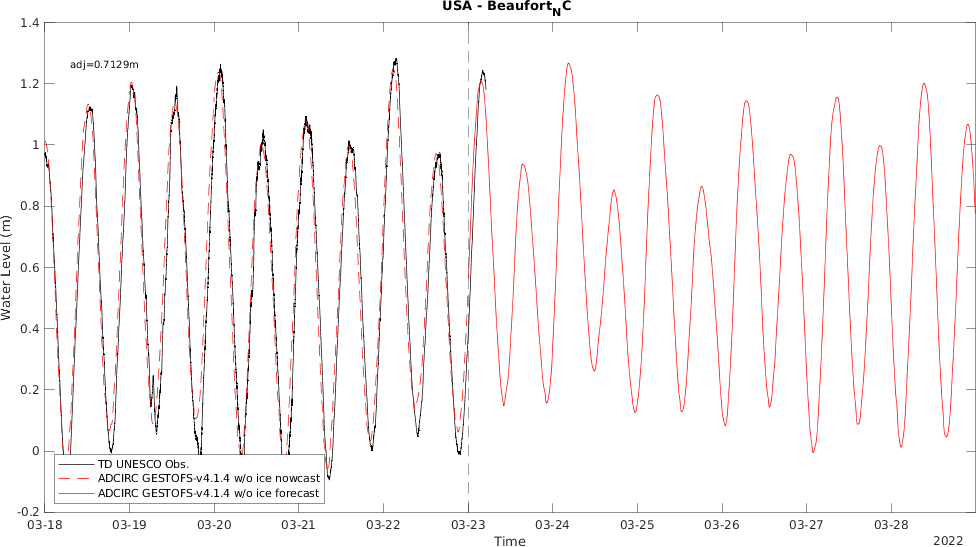 USA - Beaufort_NC
adj=0.7129m
1.4
1.2
1
0.8
0.6
0.4
0.2
0
-0.2
Water Level (m)
TD UNESCO Obs.
ADCIRC GESTOFS-v4.1.4 w/o ice nowcast
ADCIRC GESTOFS-v4.1.4 w/o ice forecast
03-18 03-19 03-20 03-21 03-22 03-23 03-24 03-25 03-26 03-27 03-28
Time
2022